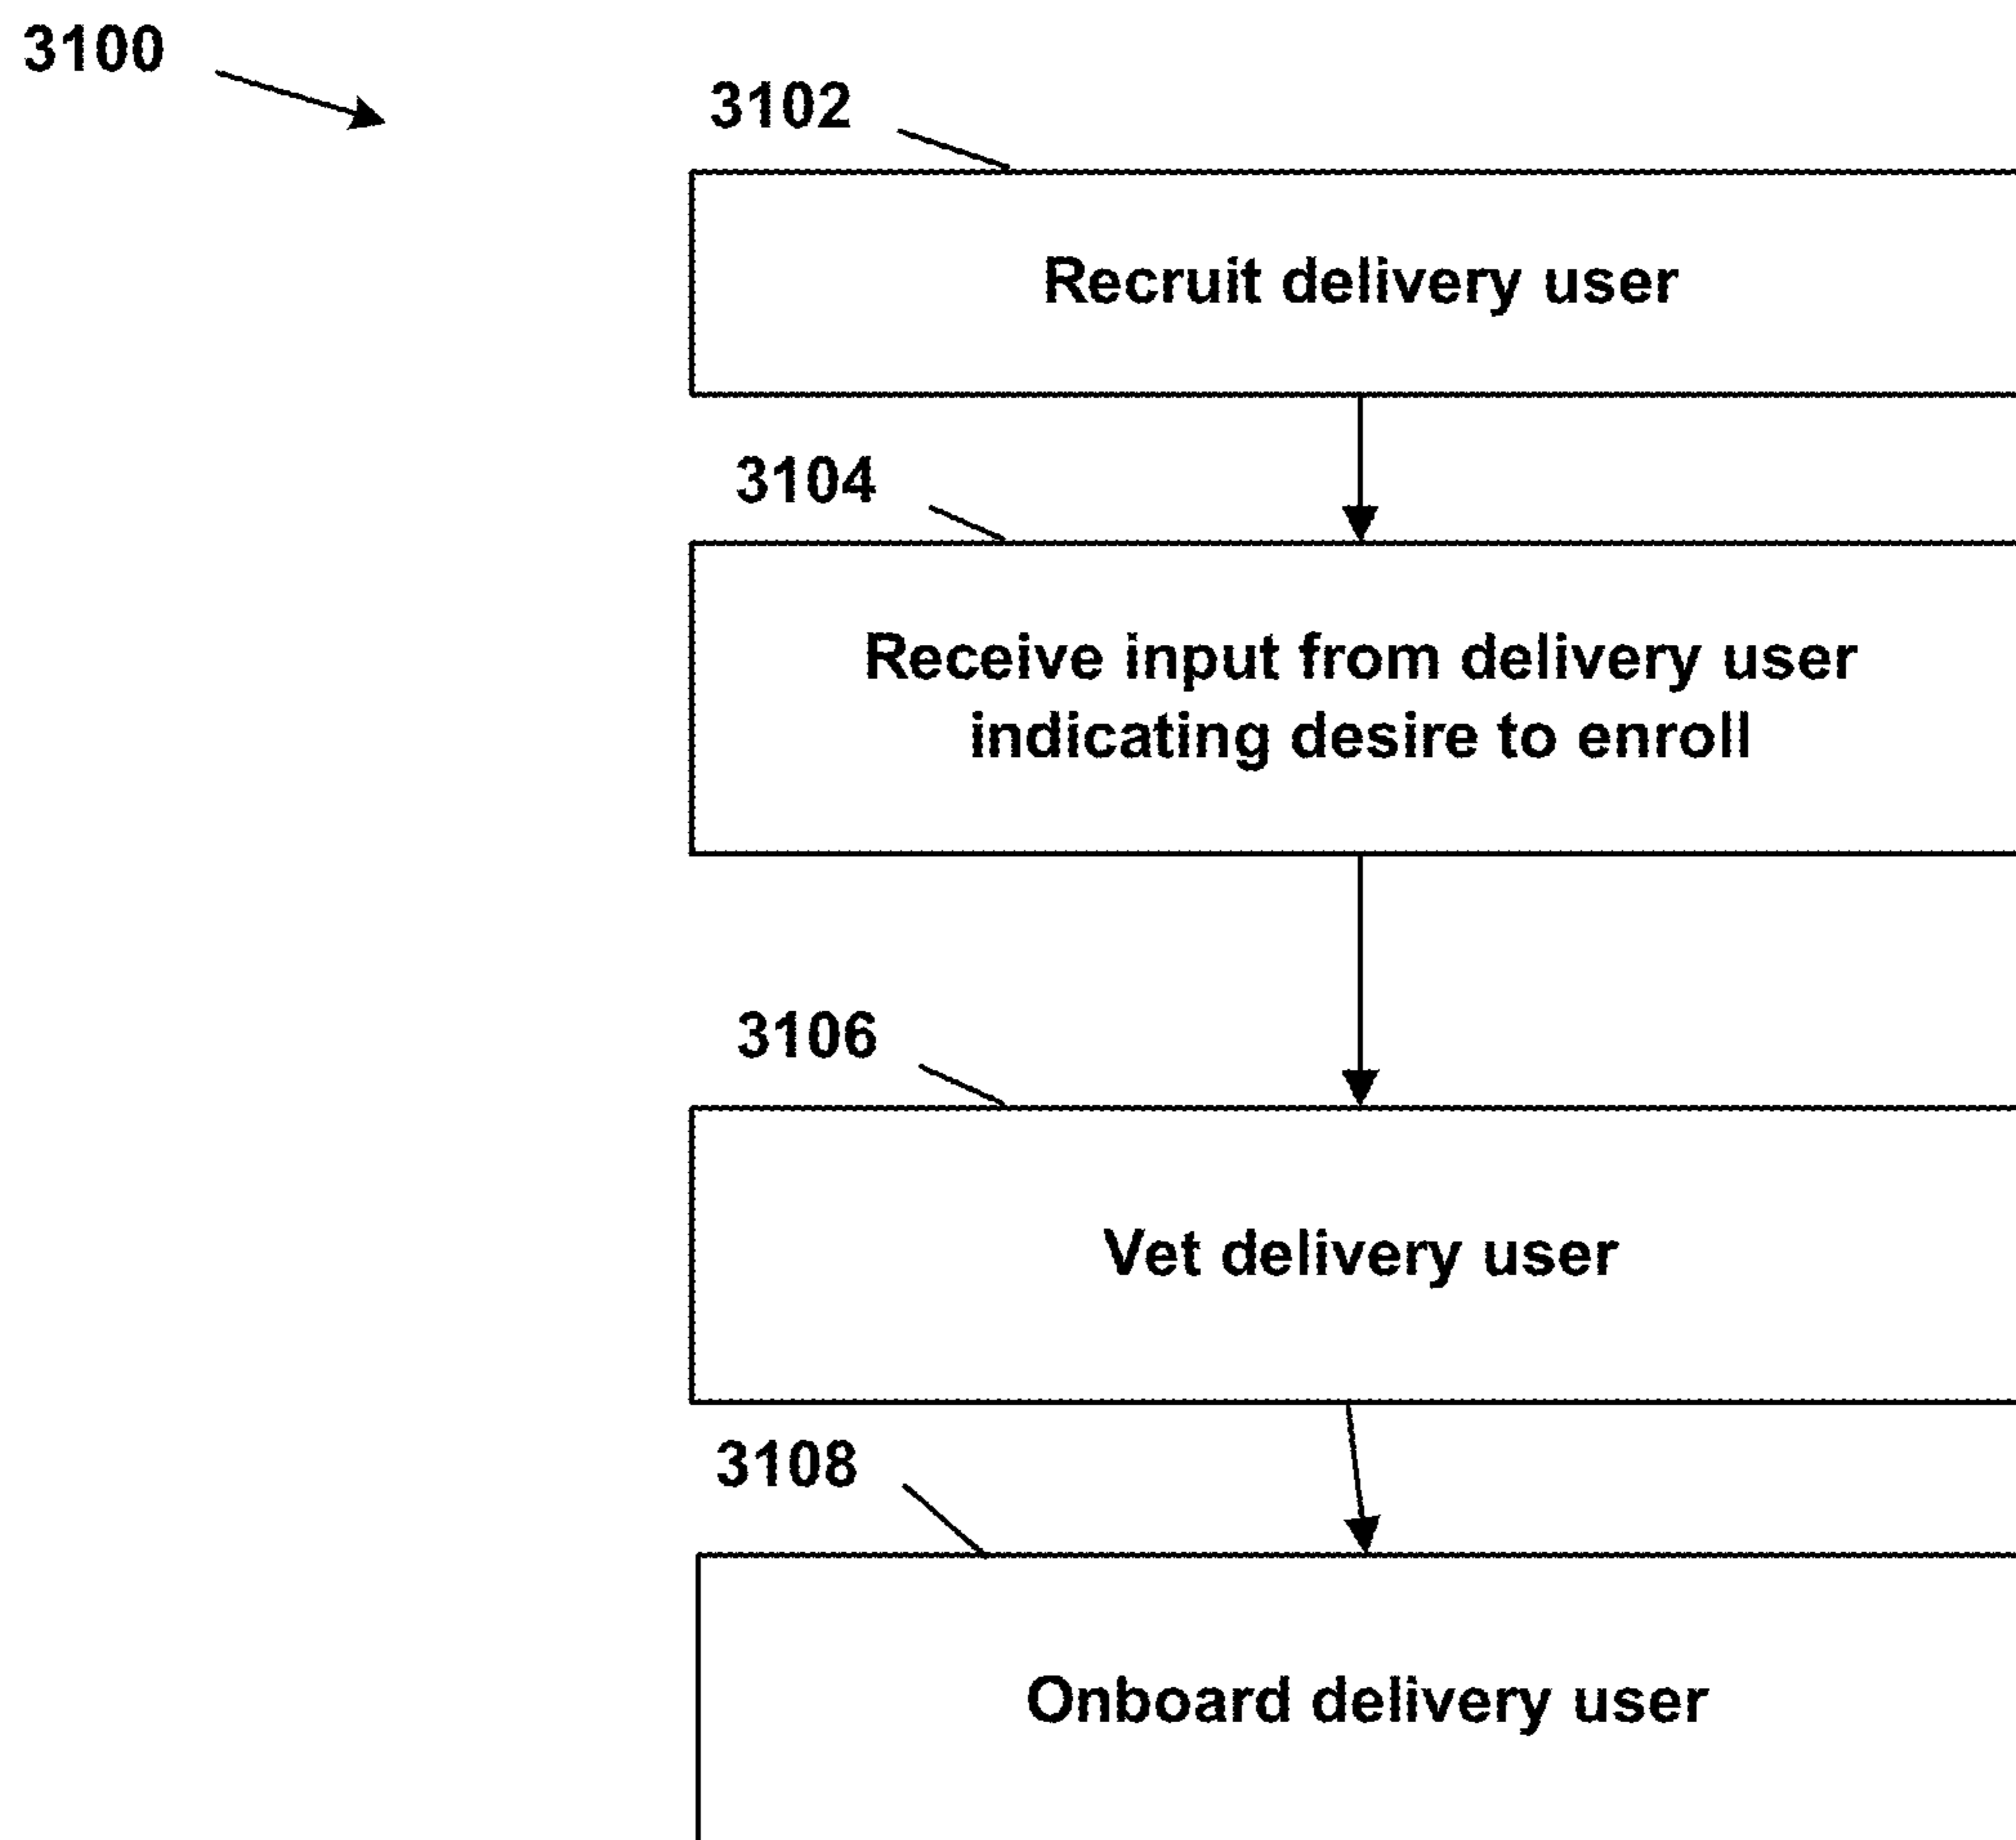 3100
3102
Recruit delivery user
3104
Receive input from delivery user
indicating desire to enroll
3106
Vet delivery user
3108
Onboard delivery user